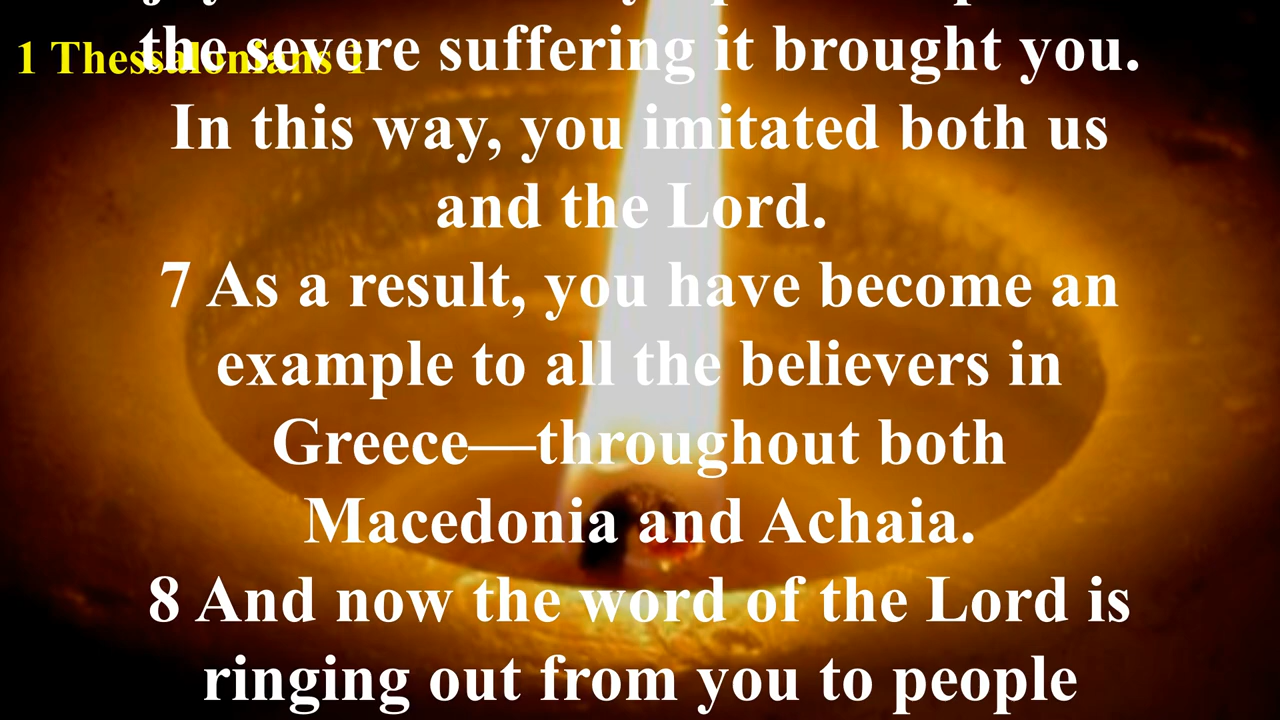 1 Thessalonians 1
the severe suffering it brought you.
In this way, you imitated both us
and the Lord.
7 As a result, you have become an
example to all the believers in
Greece—throughout both
Macedonia and Achaia.
8 And now the word of the Lord is
ringing out from you to people